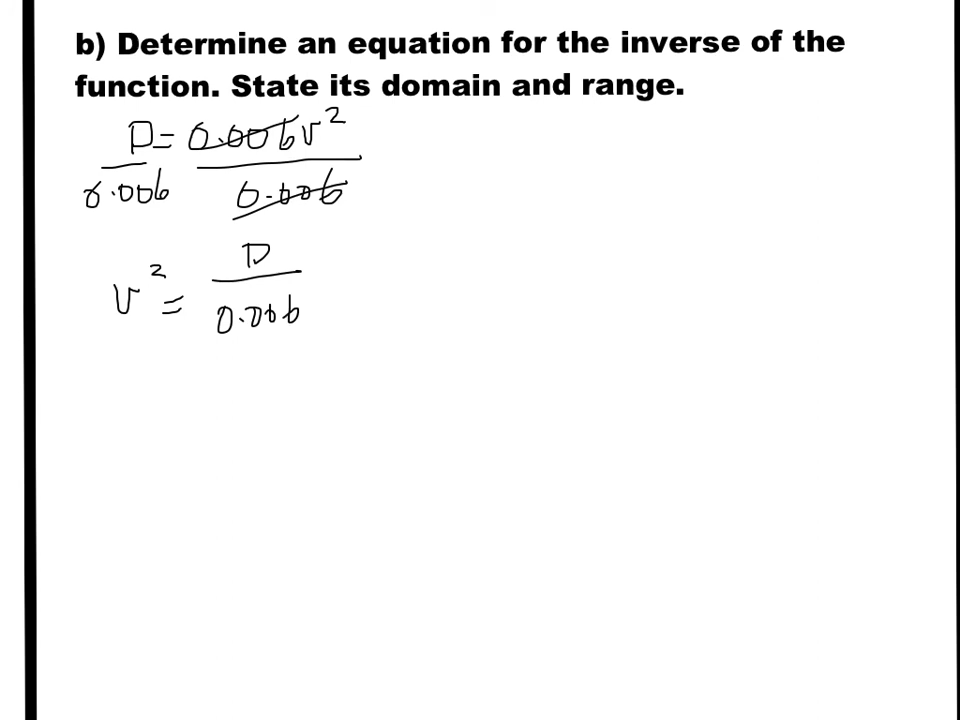 b) Determine an equation for the inverse of the
function. State its domain and range.
D = 0.006v²
0.006 0.006
v² = D
0.006